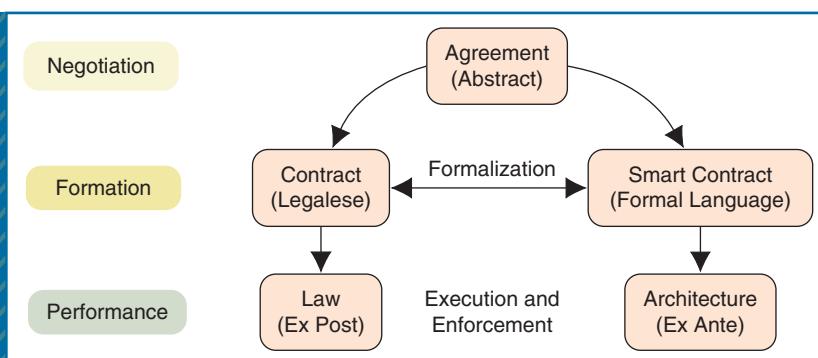 Negotiation
Agreement
(Abstract)
Formation
Contract
(Legalese)
Formalization
Smart Contract
(Formal Language)
Performance
Law
(Ex Post)
Execution and
Enforcement
Architecture
(Ex Ante)